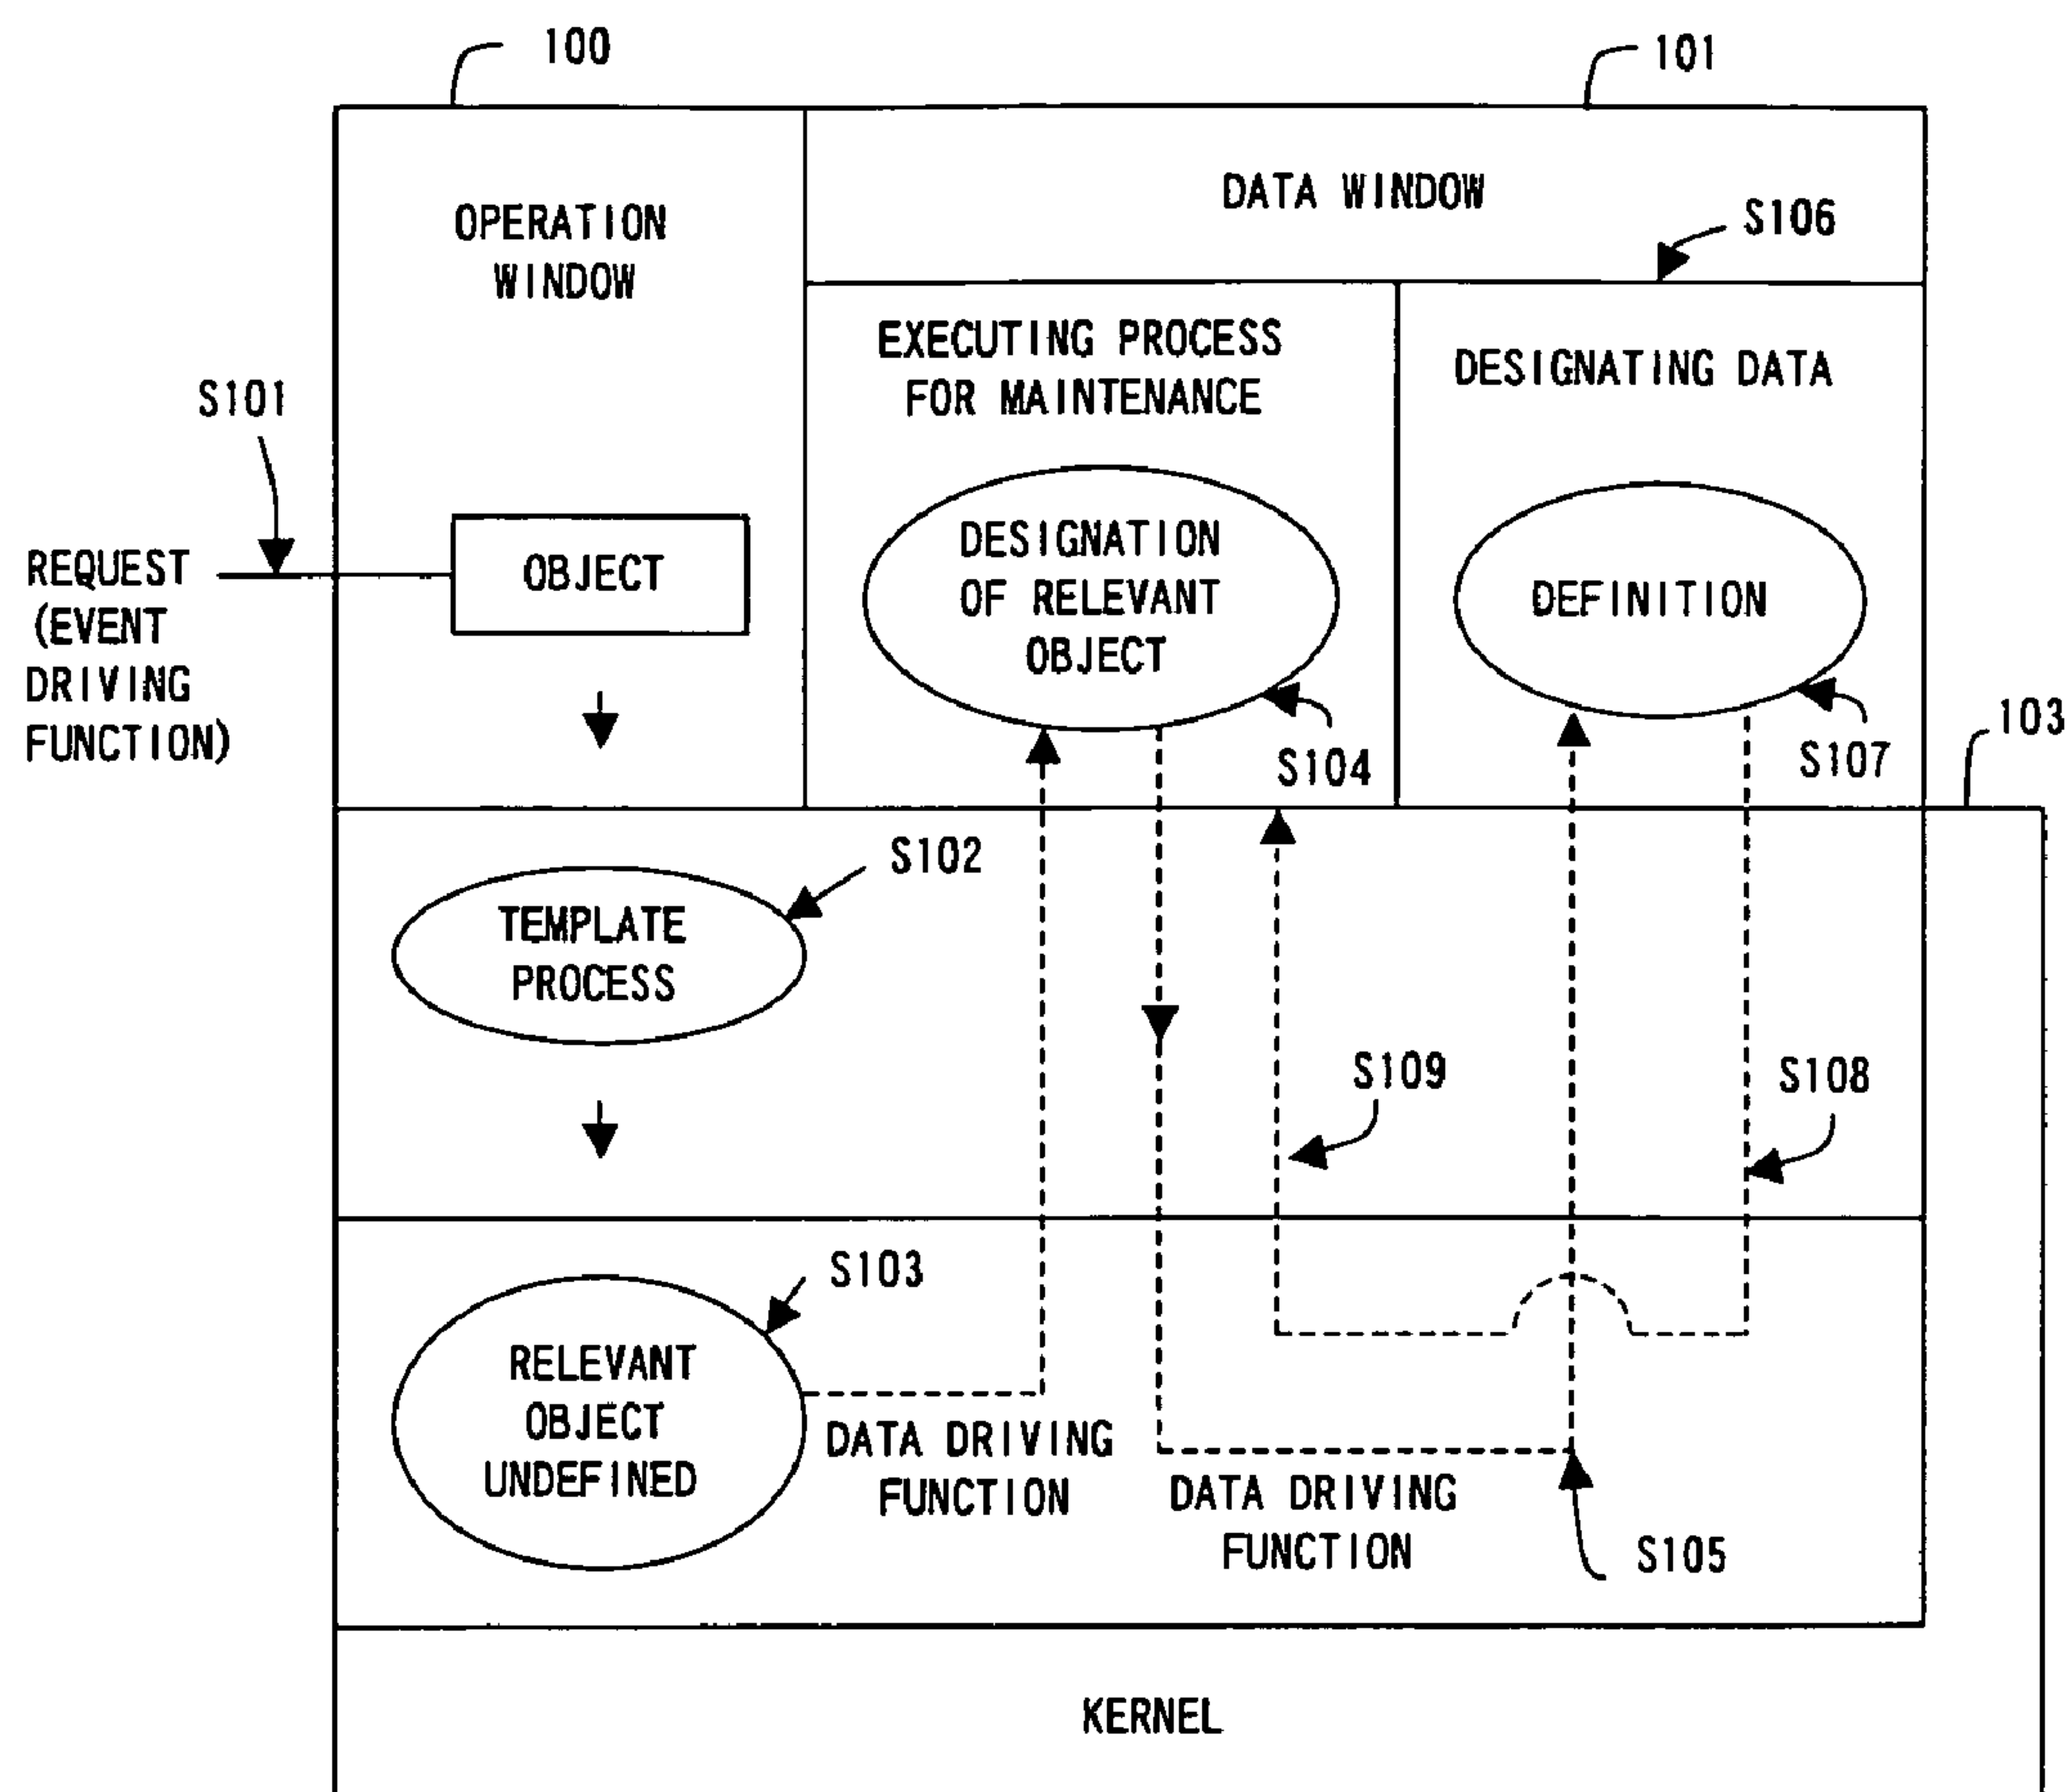 100
101
OPERATION
WINDOW
DATA WINDOW
S106
EXECUTING PROCESS
FOR MAINTENANCE
DESIGNATING DATA
S101
REQUEST
(EVENT
DRIVING
FUNCTION)
OBJECT
DESIGNATION
OF RELEVANT
OBJECT
DEFINITION
S104
S107
103
S102
TEMPLATE
PROCESS
S109
S108
S103
RELEVANT
OBJECT
UNDEFINED
DATA DRIVING
FUNCTION
DATA DRIVING
FUNCTION
S105
KERNEL